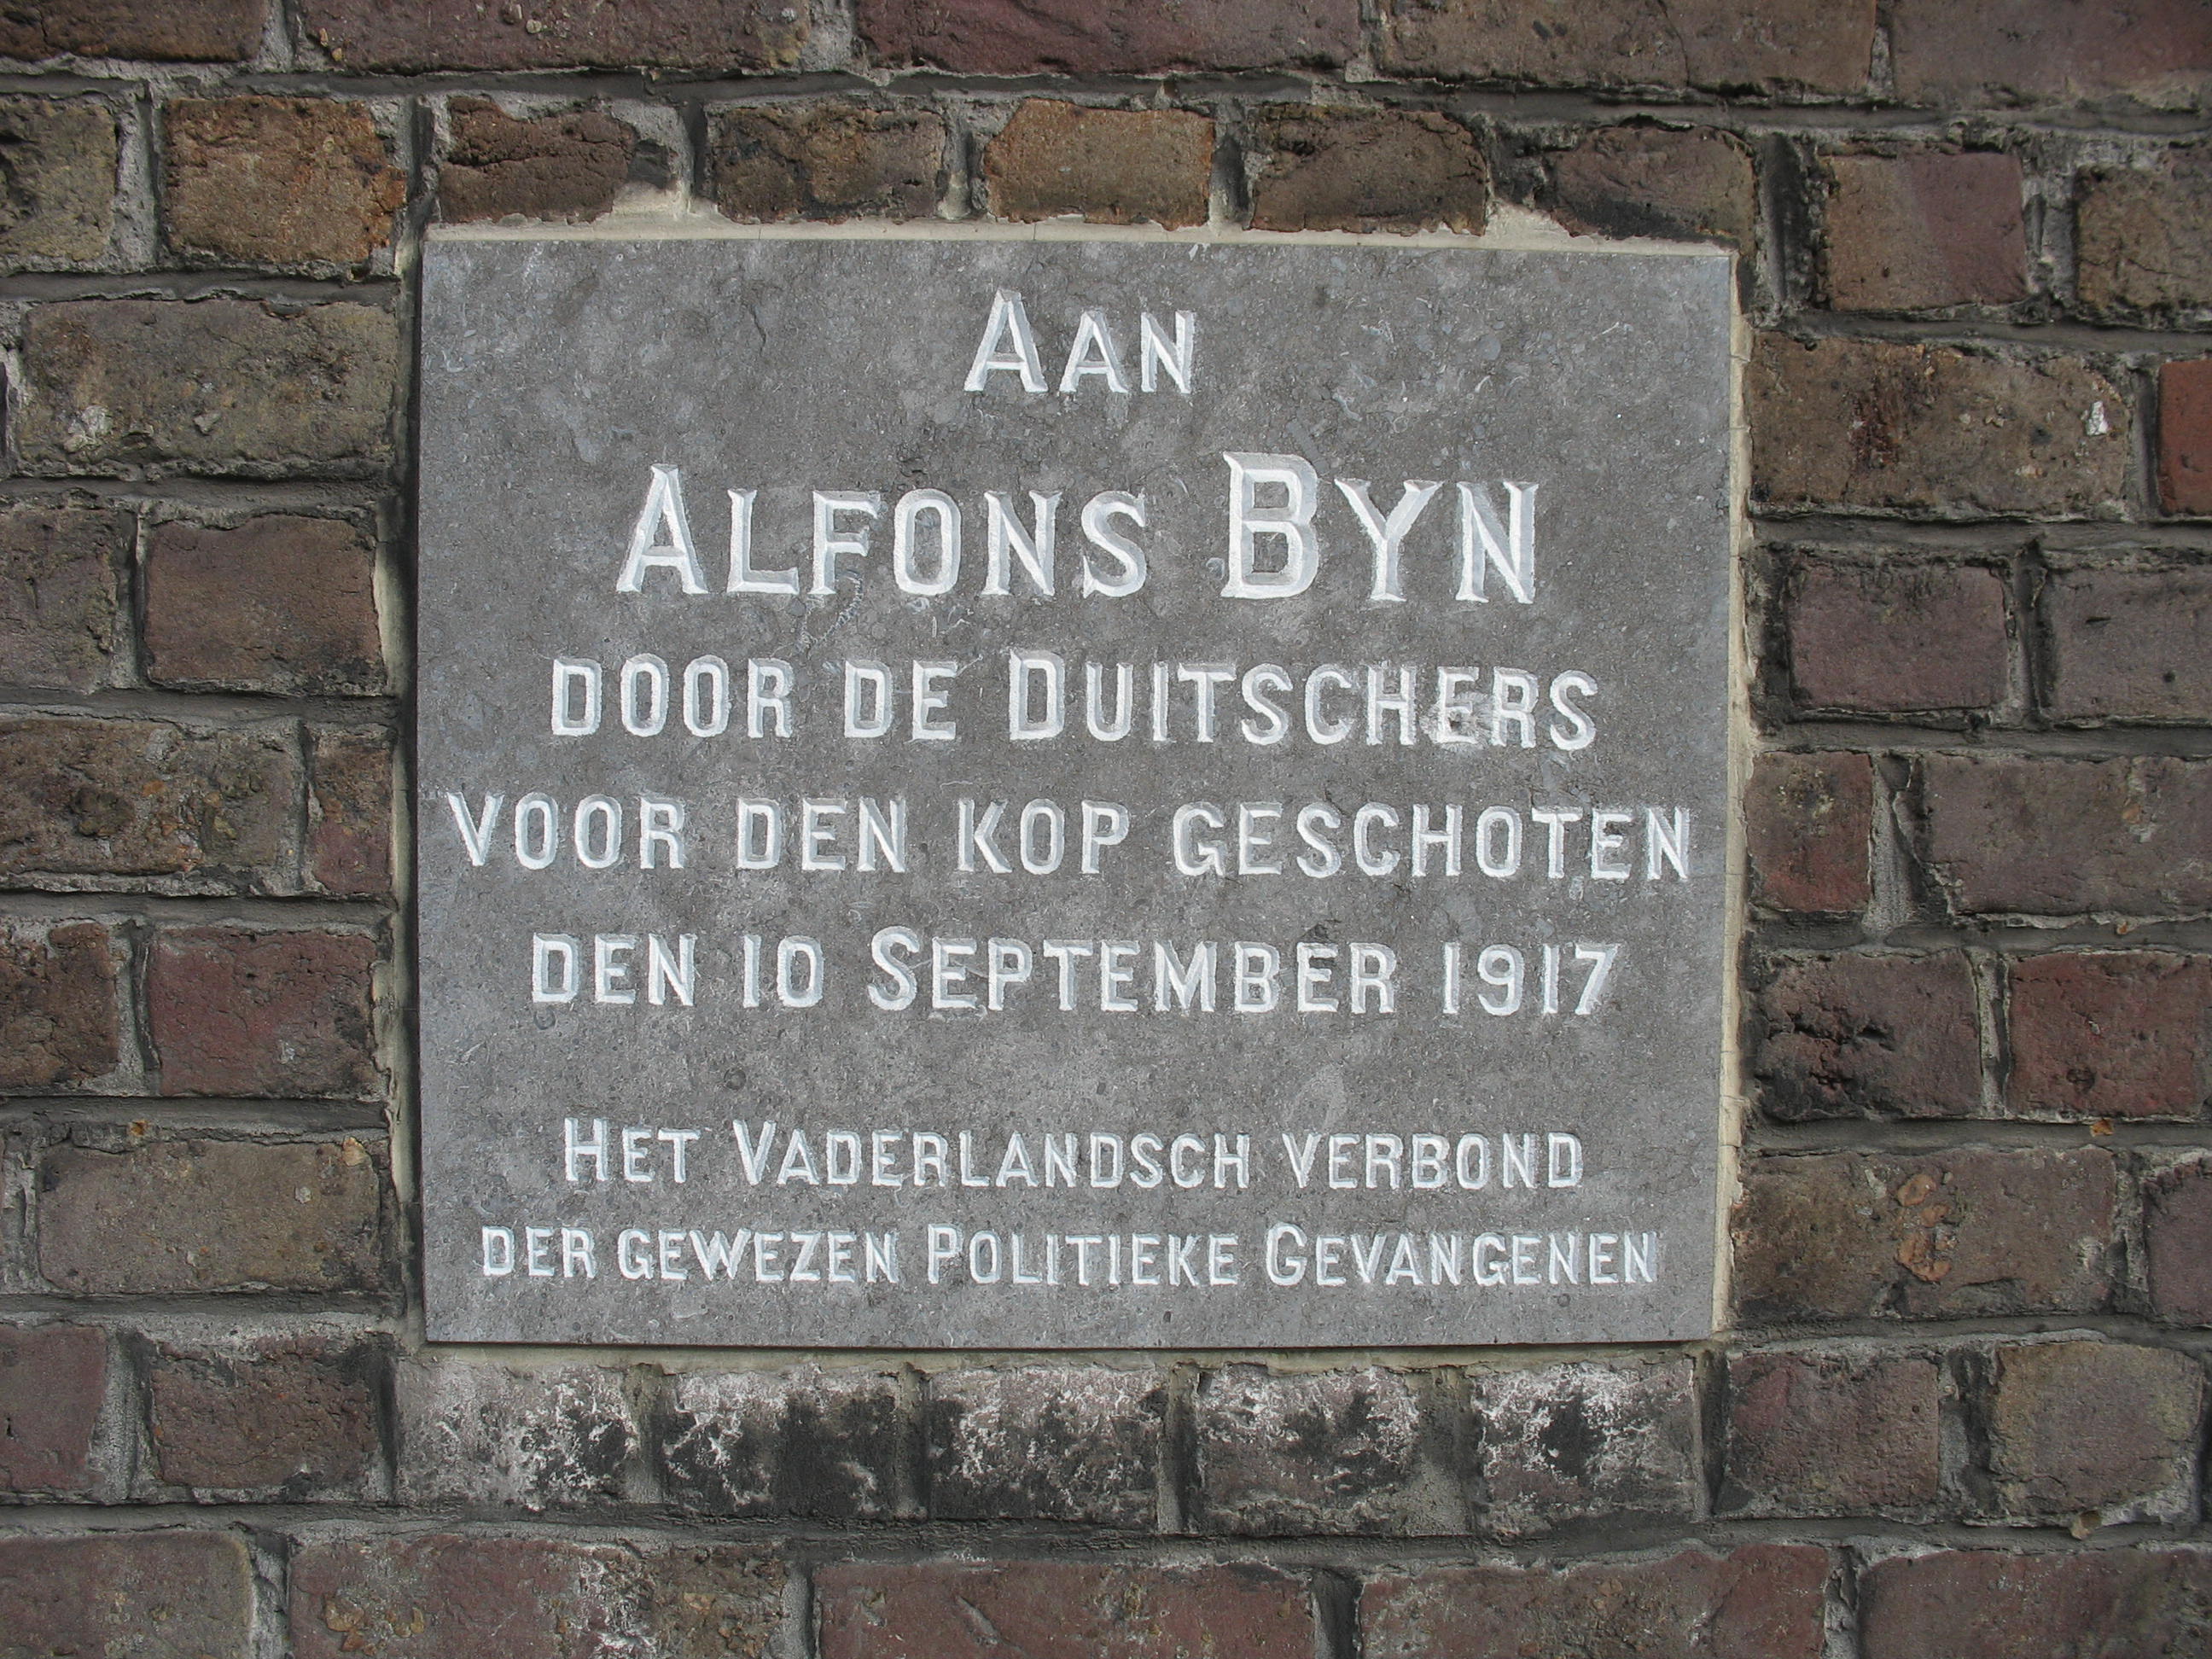 AAN
ALFONS BYN
DOOR DE DUITSCHERS
VOOR DEN KOP GESCHOTEN
DEN 10 SEPTEMBER 1917
HET VADERLANDSCH VERBOND
DER GEWEZEN POLITIEKE GEVANGENEN